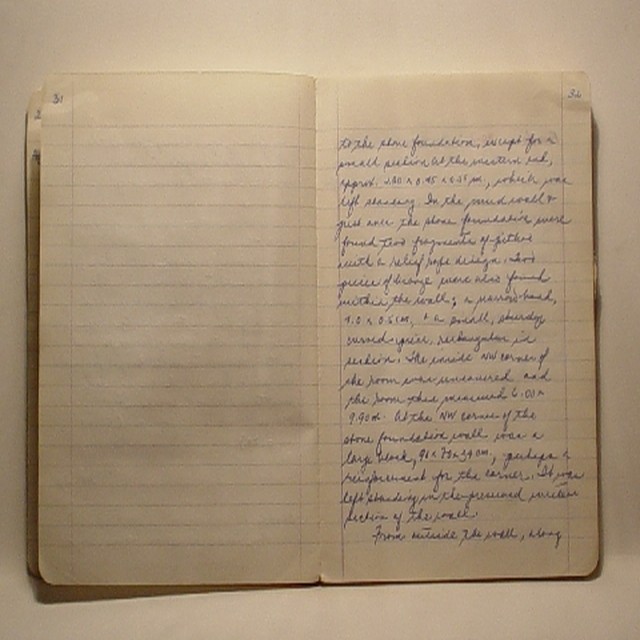 31
32
to the stone foundation, except for a
small section at the western end,
approx. 2.80 x 0.45 x 0.35 m., which was
left standing. In the mud wall &
just over the stone foundation were
found two fragments of pithoi
with a relief rope design. Two
pieces of bronze were also found
within the wall; a narrow band,
x 0.5 cm, & a small, sturdy
curved piece, rectangular in
section. The inside NW corner of
the room was uncovered and
the room thus measured 6.00 x
9.90 m. At the NW corner of the
stone foundation wall was a
large block, 96 x 73 x 34 cm., perhaps a
reinforcement for the corner. It was
left standing in the preserved western
section of the wall.
From outside the wall, along